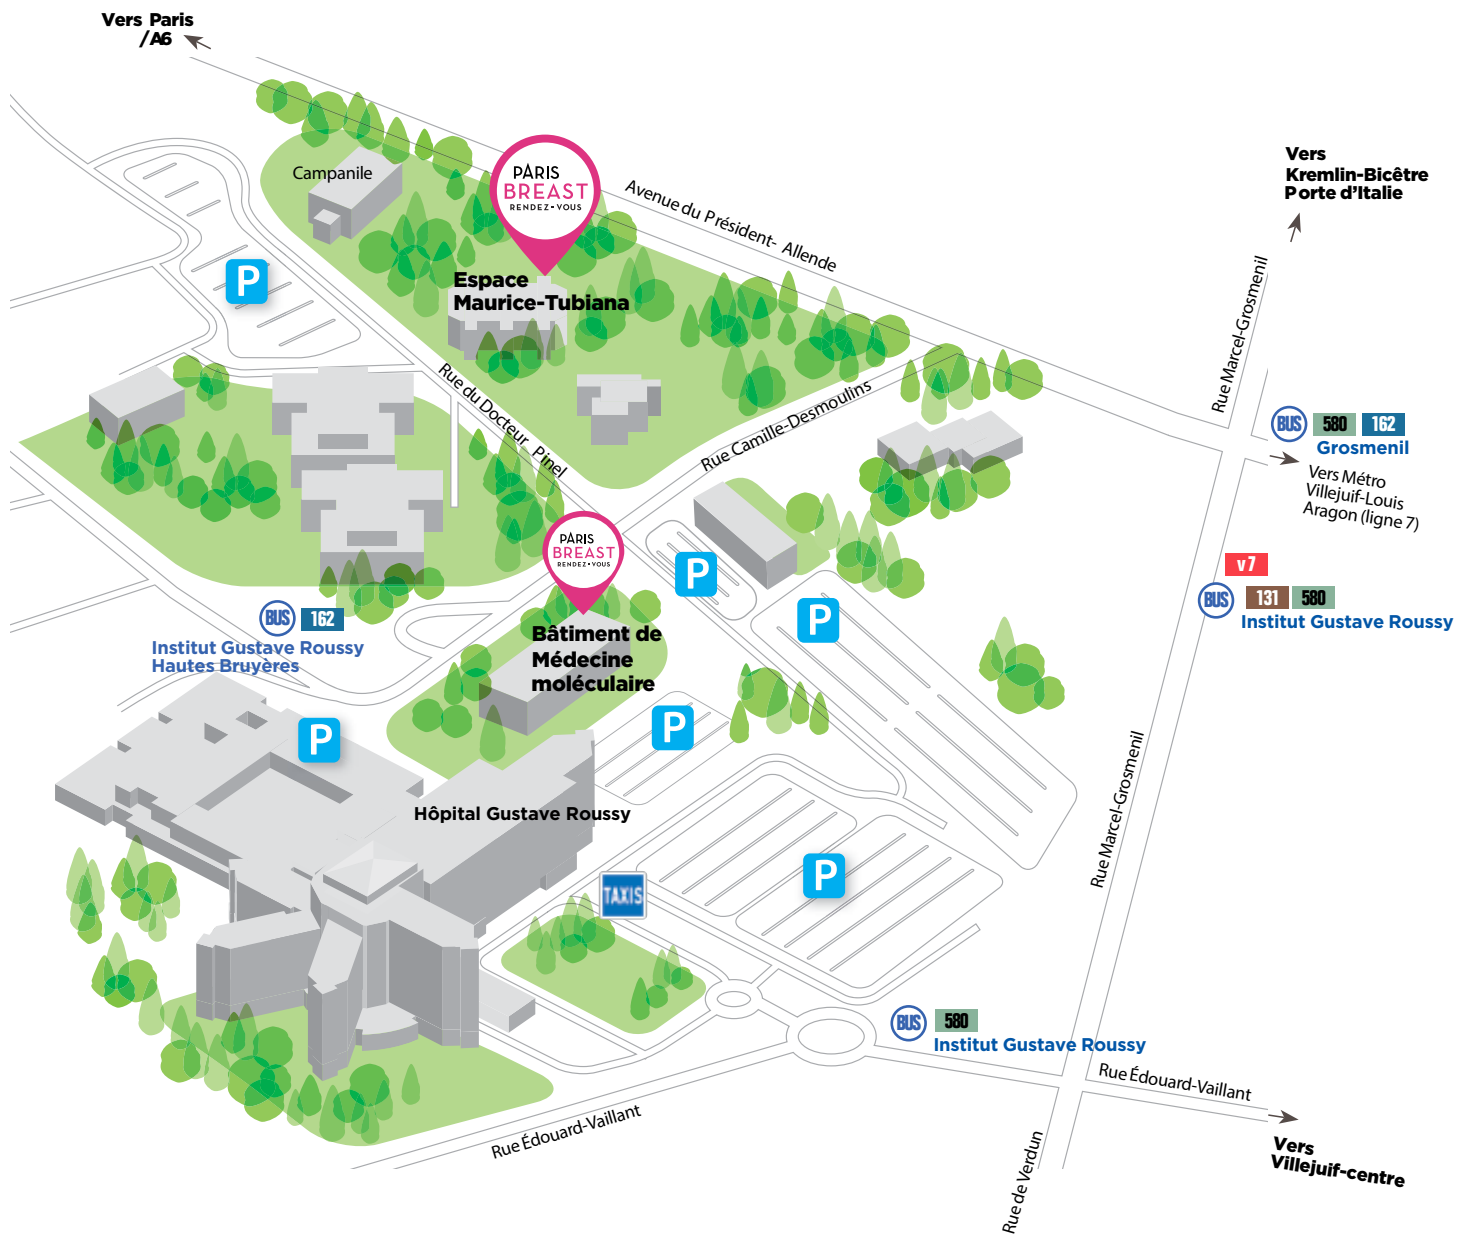 Vers Paris
/A6
Campanile
PARIS
BREAST
RENDEZ-VOUS
Avenue du Président- Allende
Vers
Kremlin-Bicêtre
Porte d'Italie
Rue Marcel-Grosmenil
P
Espace
Maurice-Tubiana
Rue du Docteur Pinel
Rue Camille-Desmoulins
BUS 580 162
Grosmenil
Vers Métro
Villejuif-Louis
Aragon (ligne 7)
PARIS
BREAST
RENDEZ-VOUS
P
P
v7
BUS 131 580
Institut Gustave Roussy
BUS 162
Institut Gustave Roussy
Hautes Bruyères
Bâtiment de
Médecine
moléculaire
P
P
Hôpital Gustave Roussy
Rue Marcel-Grosmenil
TAXIS
P
BUS 580
Institut Gustave Roussy
Rue Édouard-Vaillant
Rue Édouard-Vaillant
Vers
Villejuif-centre
Rue de Verdun